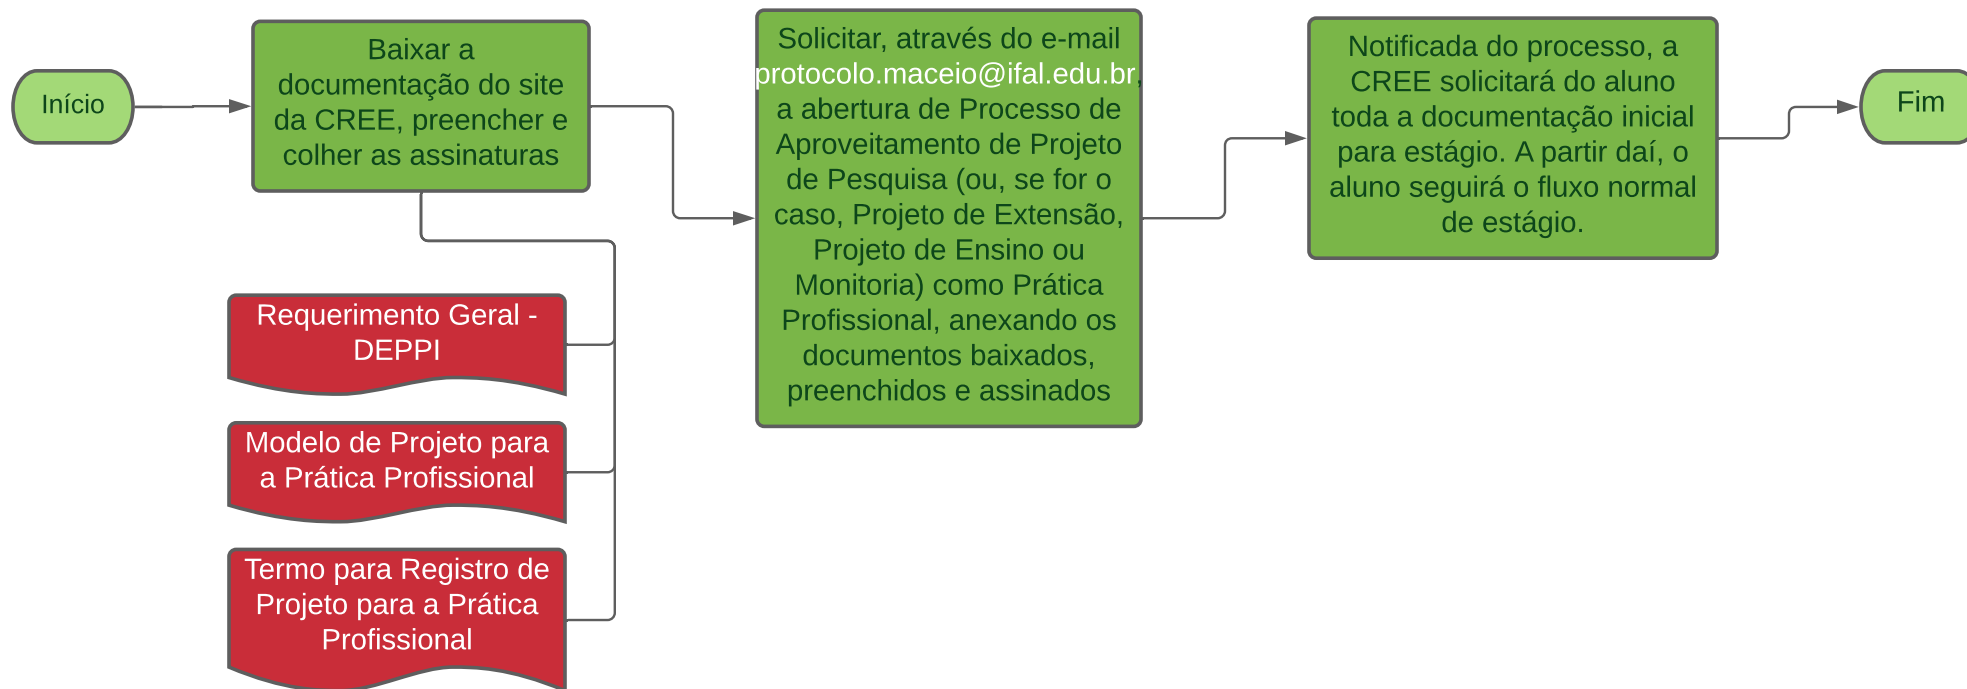 Início
Baixar a
documentação do site
da CREE, preencher e
colher as assinaturas
Requerimento Geral -
DEPPI
Modelo de Projeto para
a Prática Profissional
Termo para Registro de
Projeto para a Prática
Profissional
Solicitar, através do e-mail
protocolo.maceio@ifal.edu.br,
a abertura de Processo de
Aproveitamento de Projeto
de Pesquisa (ou, se for o
caso, Projeto de Extensão,
Projeto de Ensino ou
Monitoria) como Prática
Profissional, anexando os
documentos baixados,
preenchidos e assinados
Notificada do processo, a
CREE solicitará do aluno
toda a documentação inicial
para estágio. A partir daí, o
aluno seguirá o fluxo normal
de estágio.
Fim